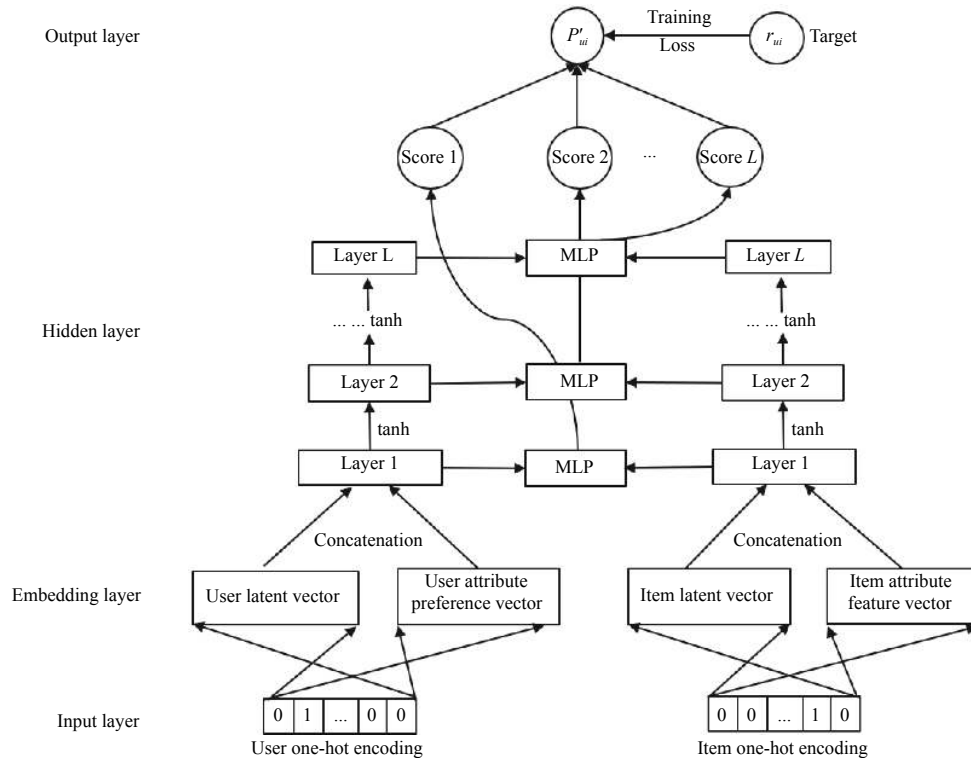 Output layer
P'ui
Training
Loss
rui
Target
Score 1
Score 2
...
Score L
Layer L
MLP
Layer L
Hidden layer
... ... tanh
... ... tanh
Layer 2
MLP
Layer 2
tanh
tanh
Layer 1
MLP
Layer 1
Concatenation
Concatenation
Embedding layer
User latent vector
User attribute
preference vector
Item latent vector
Item attribute
feature vector
Input layer
0 1 ... 0 0
0 0 ... 1 0
User one-hot encoding
Item one-hot encoding